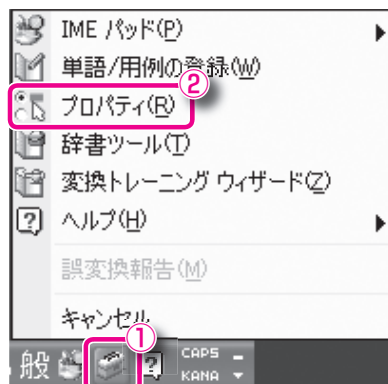 IME パッド(P)
単語/用例の登録(W)
②
プロパティ(R)
辞書ツール(T)
変換トレーニング ウィザード(Z)
ヘルプ(H)
誤変換報告(M)
キャンセル
①
般 CAPS
KANA